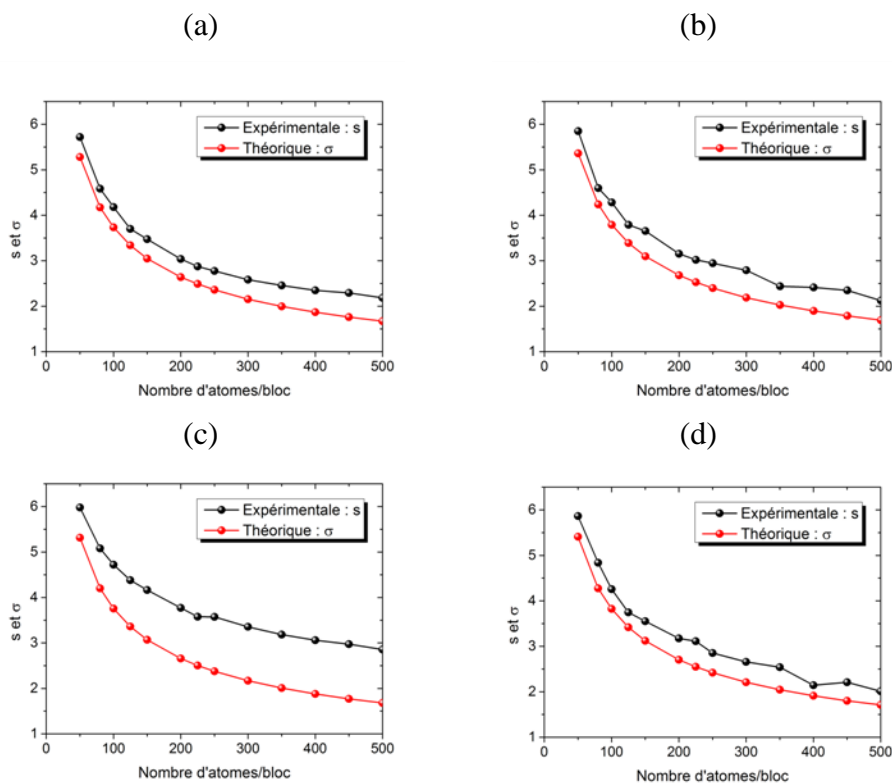 (a)
(b)
6
5
4
3
2
1
s et σ
Expérimentale : s
Théorique : σ
0 100 200 300 400 500
Nombre d'atomes/bloc
6
5
4
3
2
1
s et σ
Expérimentale : s
Théorique : σ
0 100 200 300 400 500
Nombre d'atomes/bloc
(c)
(d)
6
5
4
3
2
1
s et σ
Expérimentale : s
Théorique : σ
0 100 200 300 400 500
Nombre d'atomes/bloc
6
5
4
3
2
1
s et σ
Expérimentale : s
Théorique : σ
0 100 200 300 400 500
Nombre d'atomes/bloc